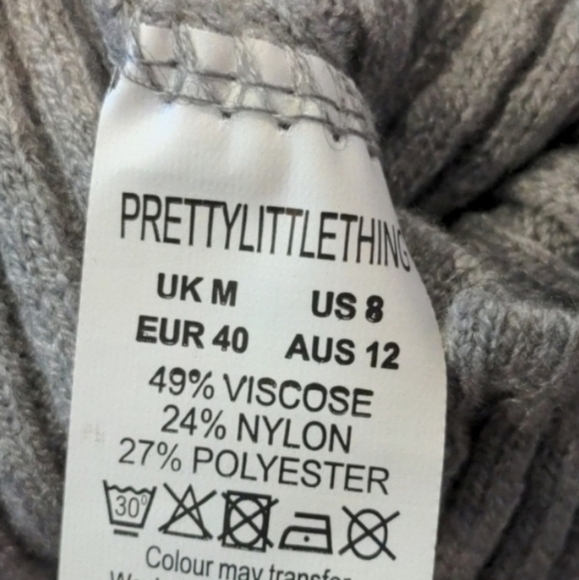 PRETTYLITTLETHING
UK M US 8
EUR 40 AUS 12
49% VISCOSE
24% NYLON
27% POLYESTER
30°
Colour may transfer